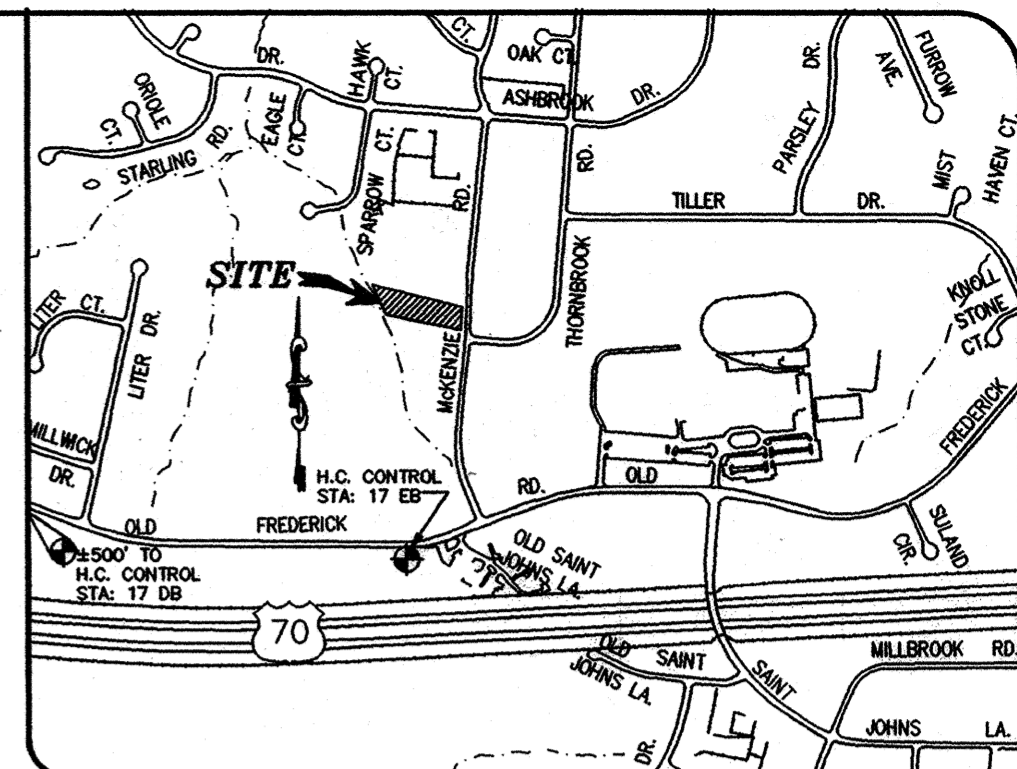 CT.
DR.
HAWK
CT.
OAK CT.
ASHBROOK
DR.
DR.
PARSLEY
FURROW
AVE.
ORIOLE
CT.
EAGLE
CT.
STARLING RD.
SPARROW CT.
RD.
RD.
TILLER DR.
MIST
HAVEN CT.
SITE
LITER CT.
LITER DR.
McKENZIE
THORNBROOK
KNOLL
STONE
CT.
MILLWICK
DR.
H.C. CONTROL
STA: 17 EB
RD.
OLD
FREDERICK
OLD
FREDERICK
SULAND
CIR.
±500' TO
H.C. CONTROL
STA: 17 DB
OLD SAINT
JOHNS LA.
70
OLD SAINT
JOHNS LA.
SAINT
MILLBROOK RD.
JOHNS LA.
DR.